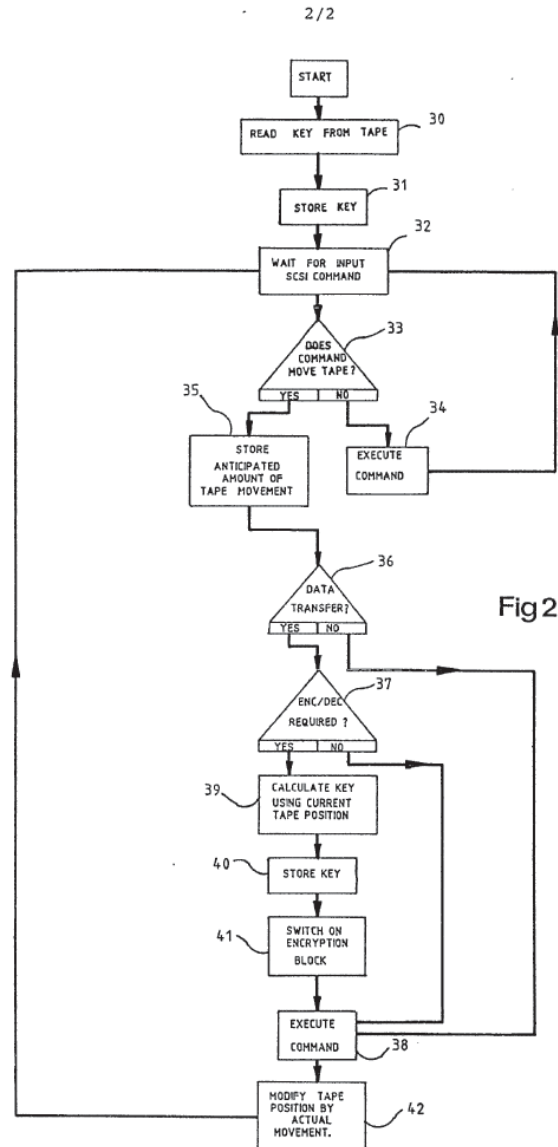 2/2
START
READ KEY FROM TAPE
30
STORE KEY
31
WAIT FOR INPUT
SCSI COMMAND
32
DOES
COMMAND
MOVE TAPE?
33
YES NO
35
STORE
ANTICIPATED
AMOUNT OF
TAPE MOVEMENT
34
EXECUTE
COMMAND
36
DATA
TRANSFER?
YES NO
Fig 2
37
ENC/DEC
REQUIRED ?
YES NO
39
CALCULATE KEY
USING CURRENT
TAPE POSITION
40
STORE KEY
41
SWITCH ON
ENCRYPTION
BLOCK
EXECUTE
COMMAND
38
MODIFY TAPE
POSITION BY
ACTUAL
MOVEMENT.
42